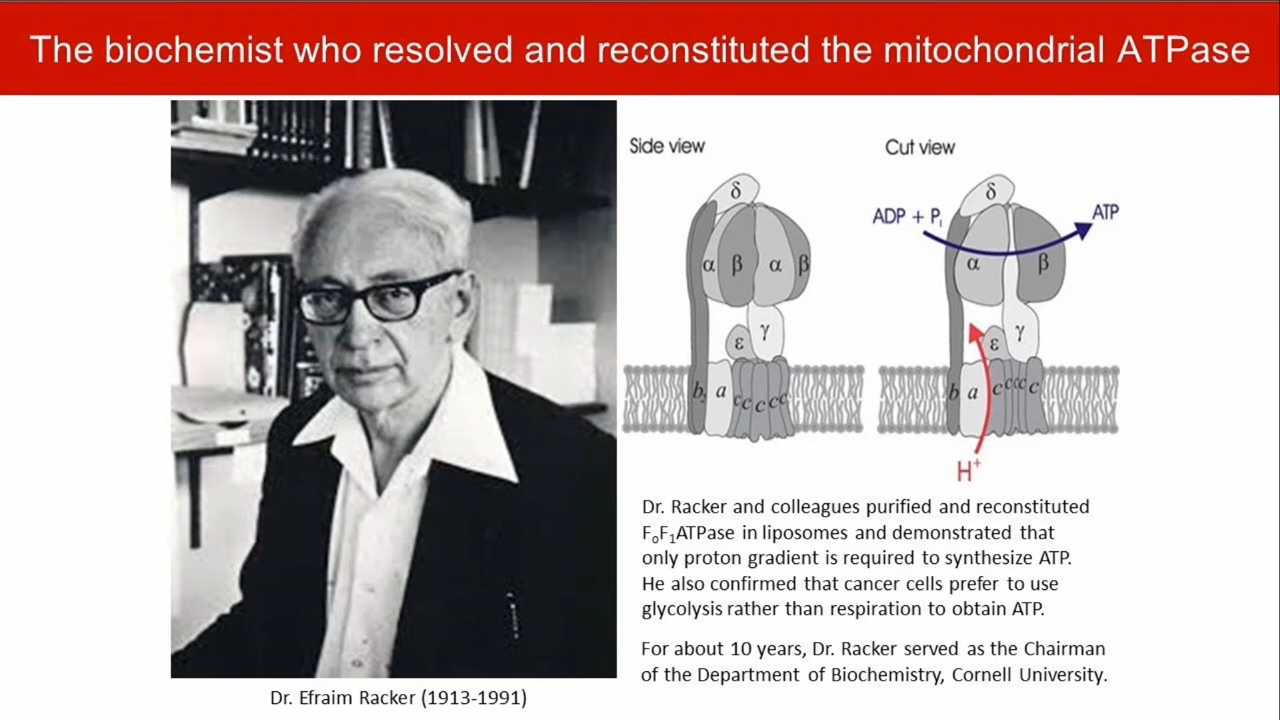 The biochemist who resolved and reconstituted the mitochondrial ATPase
Side view
δ
α β α β
γ
ε
b₂ a c c c c c
Cut view
δ
ADP + Pᵢ
ATP
α β
γ
ε
b a c c c c c
H⁺
Dr. Racker and colleagues purified and reconstituted
FₒF₁ATPase in liposomes and demonstrated that
only proton gradient is required to synthesize ATP.
He also confirmed that cancer cells prefer to use
glycolysis rather than respiration to obtain ATP.
For about 10 years, Dr. Racker served as the Chairman
of the Department of Biochemistry, Cornell University.
Dr. Efraim Racker (1913-1991)